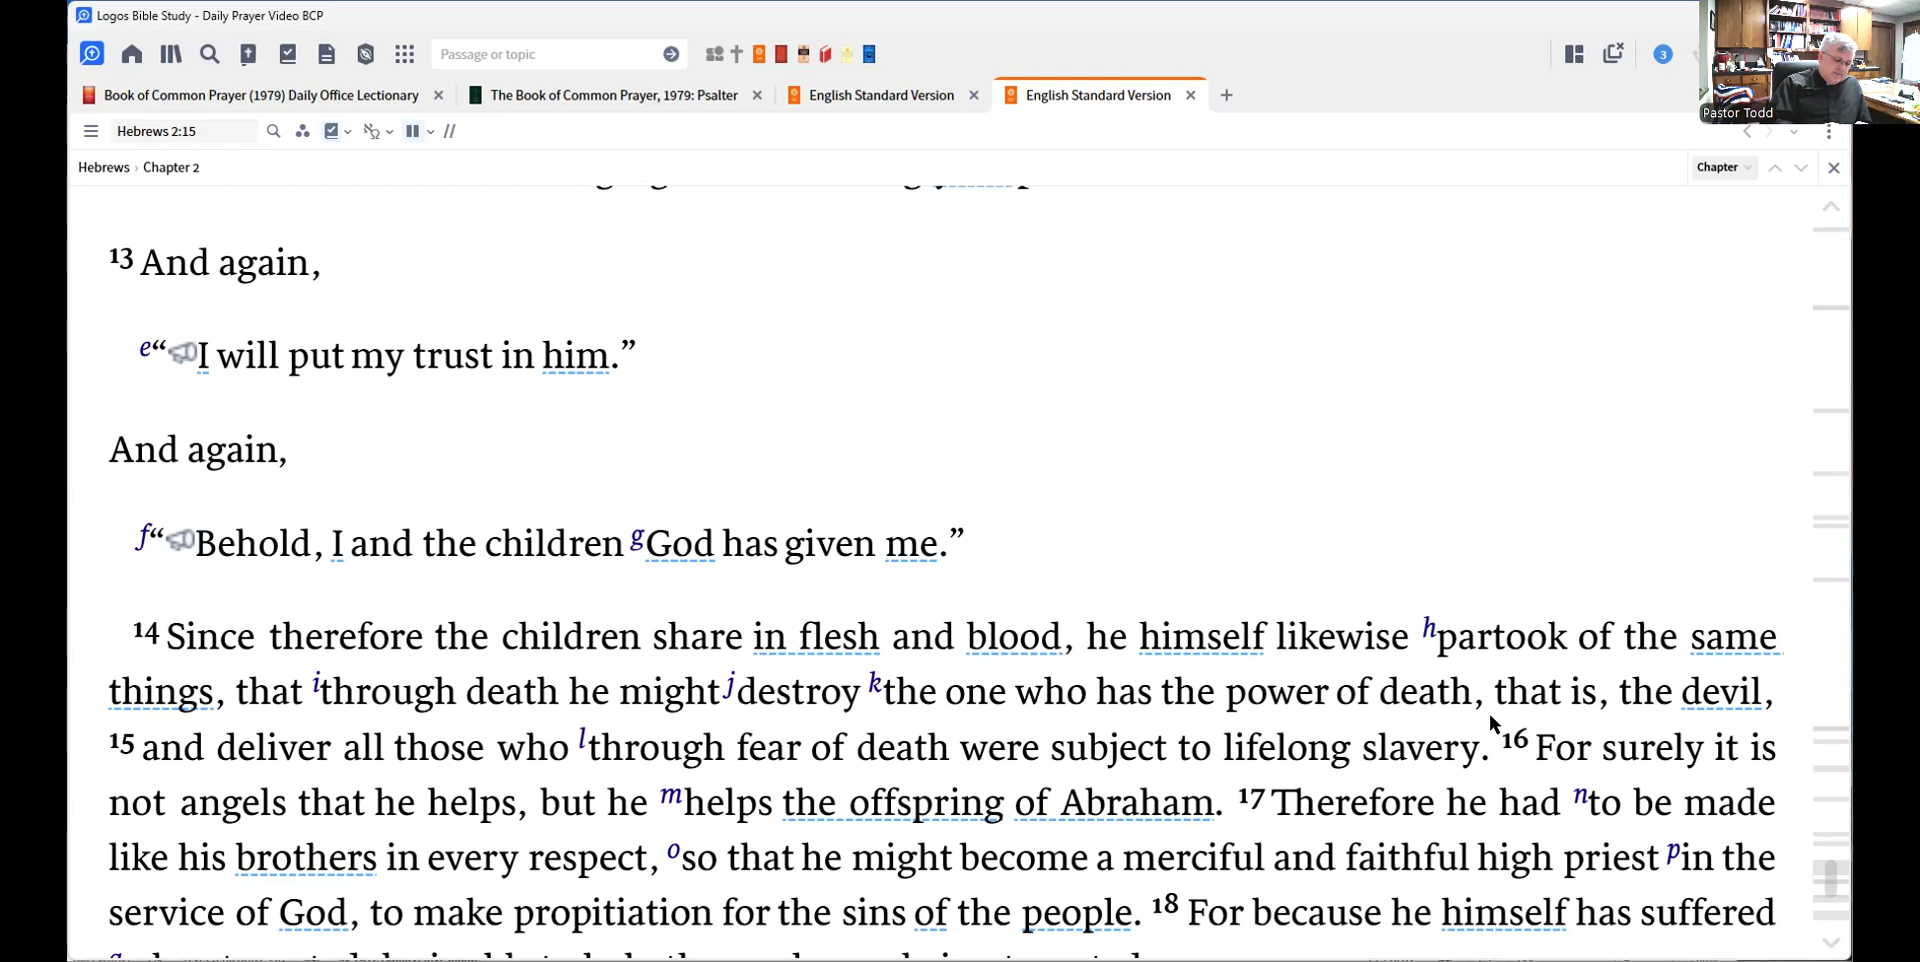 Logos Bible Study - Daily Prayer Video BCP
Passage or topic
3
Book of Common Prayer (1979) Daily Office Lectionary
The Book of Common Prayer, 1979: Psalter
English Standard Version
English Standard Version
Pastor Todd
Hebrews 2:15
Hebrews › Chapter 2
Chapter
13 And again,
e“I will put my trust in him.”
And again,
f“Behold, I and the children gGod has given me.”
14 Since therefore the children share in flesh and blood, he himself likewise hpartook of the same
things, that ithrough death he might jdestroy kthe one who has the power of death, that is, the devil,
15 and deliver all those who lthrough fear of death were subject to lifelong slavery. 16 For surely it is
not angels that he helps, but he mhelps the offspring of Abraham. 17 Therefore he had nto be made
like his brothers in every respect, oso that he might become a merciful and faithful high priest pin the
service of God, to make propitiation for the sins of the people. 18 For because he himself has suffered